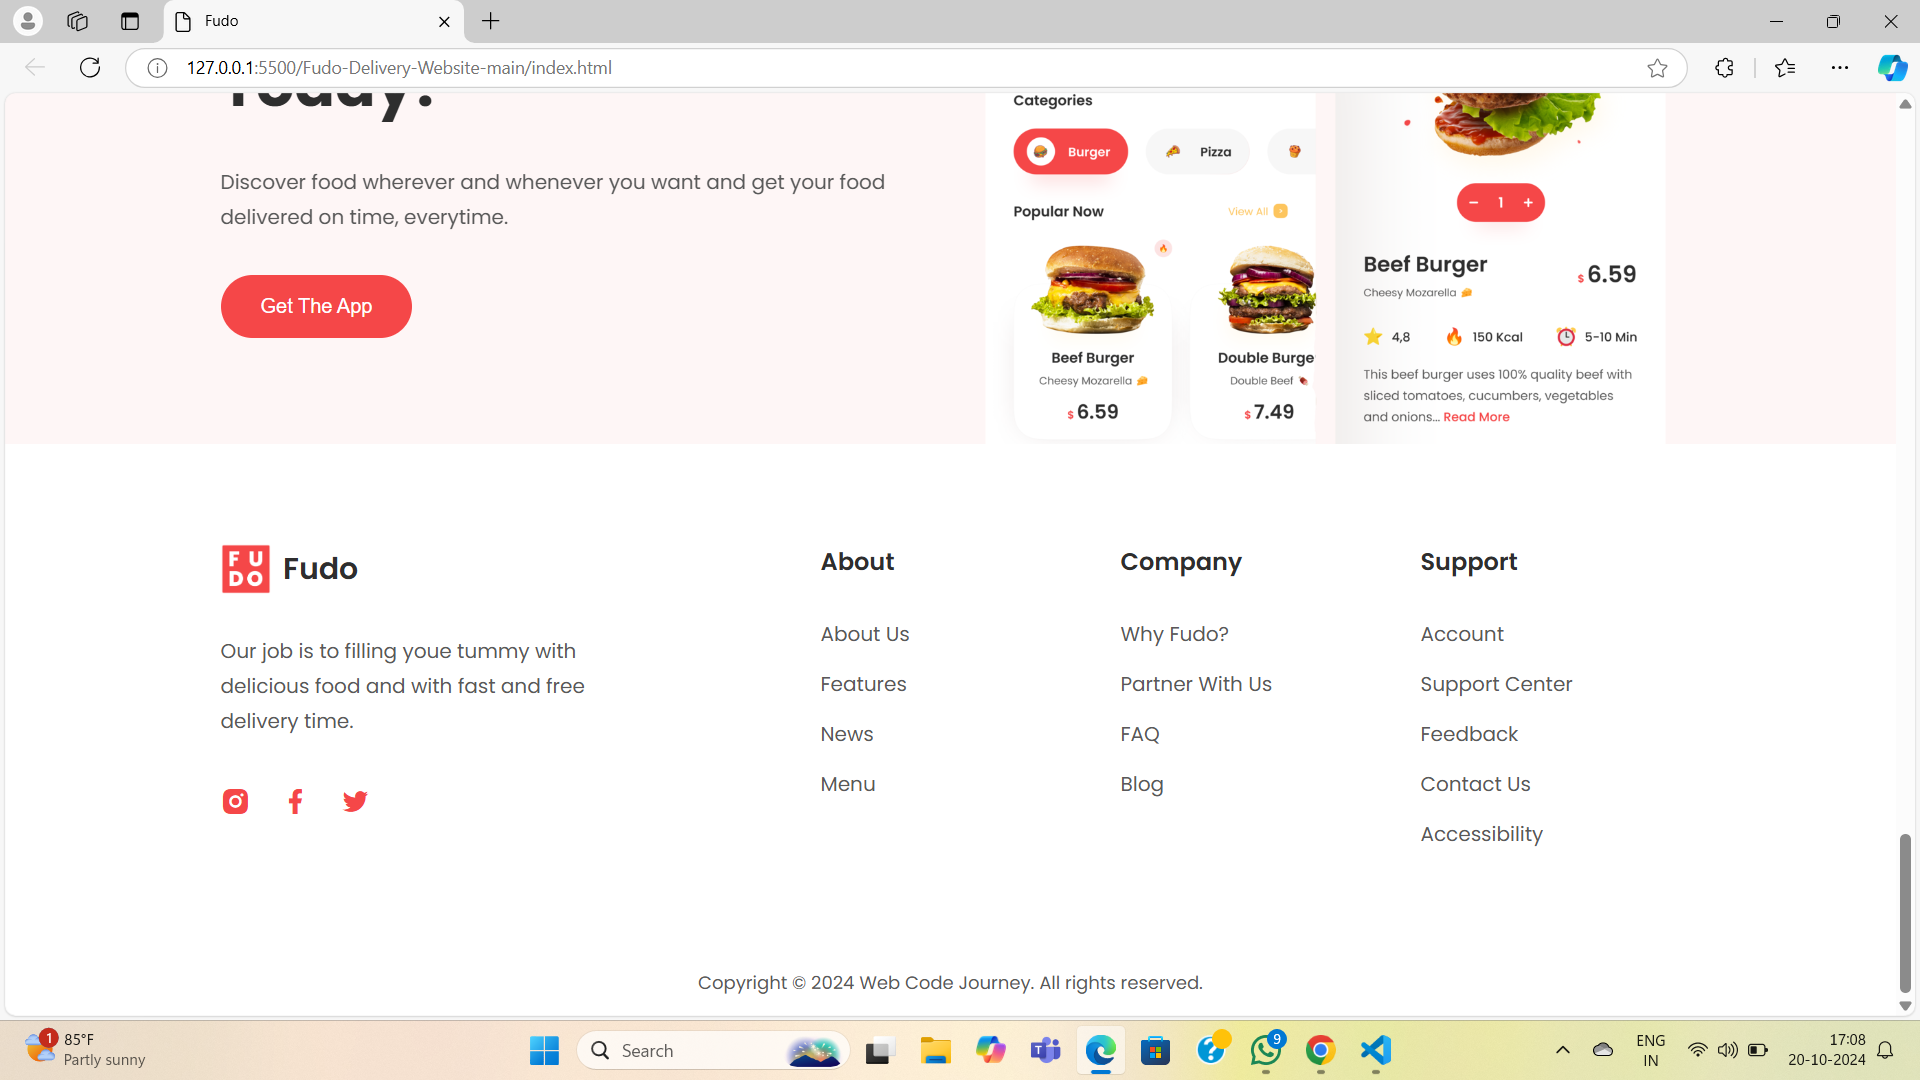 Fudo
127.0.0.1:5500/Fudo-Delivery-Website-main/index.html
Today?
Discover food wherever and whenever you want and get your food
delivered on time, everytime.
Get The App
Categories
Burger
Pizza
Popular Now
View All
Beef Burger
Cheesy Mozarella
$ 6.59
Double Burge
Double Beef
$ 7.49
− 1 +
Beef Burger
$ 6.59
Cheesy Mozarella
4,8
150 Kcal
5-10 Min
This beef burger uses 100% quality beef with
sliced tomatoes, cucumbers, vegetables
and onions... Read More
FU
DO
Fudo
Our job is to filling youe tummy with
delicious food and with fast and free
delivery time.
About
About Us
Features
News
Menu
Company
Why Fudo?
Partner With Us
FAQ
Blog
Support
Account
Support Center
Feedback
Contact Us
Accessibility
Copyright © 2024 Web Code Journey. All rights reserved.
1
85°F
Partly sunny
Search
9
ENG
IN
17:08
20-10-2024